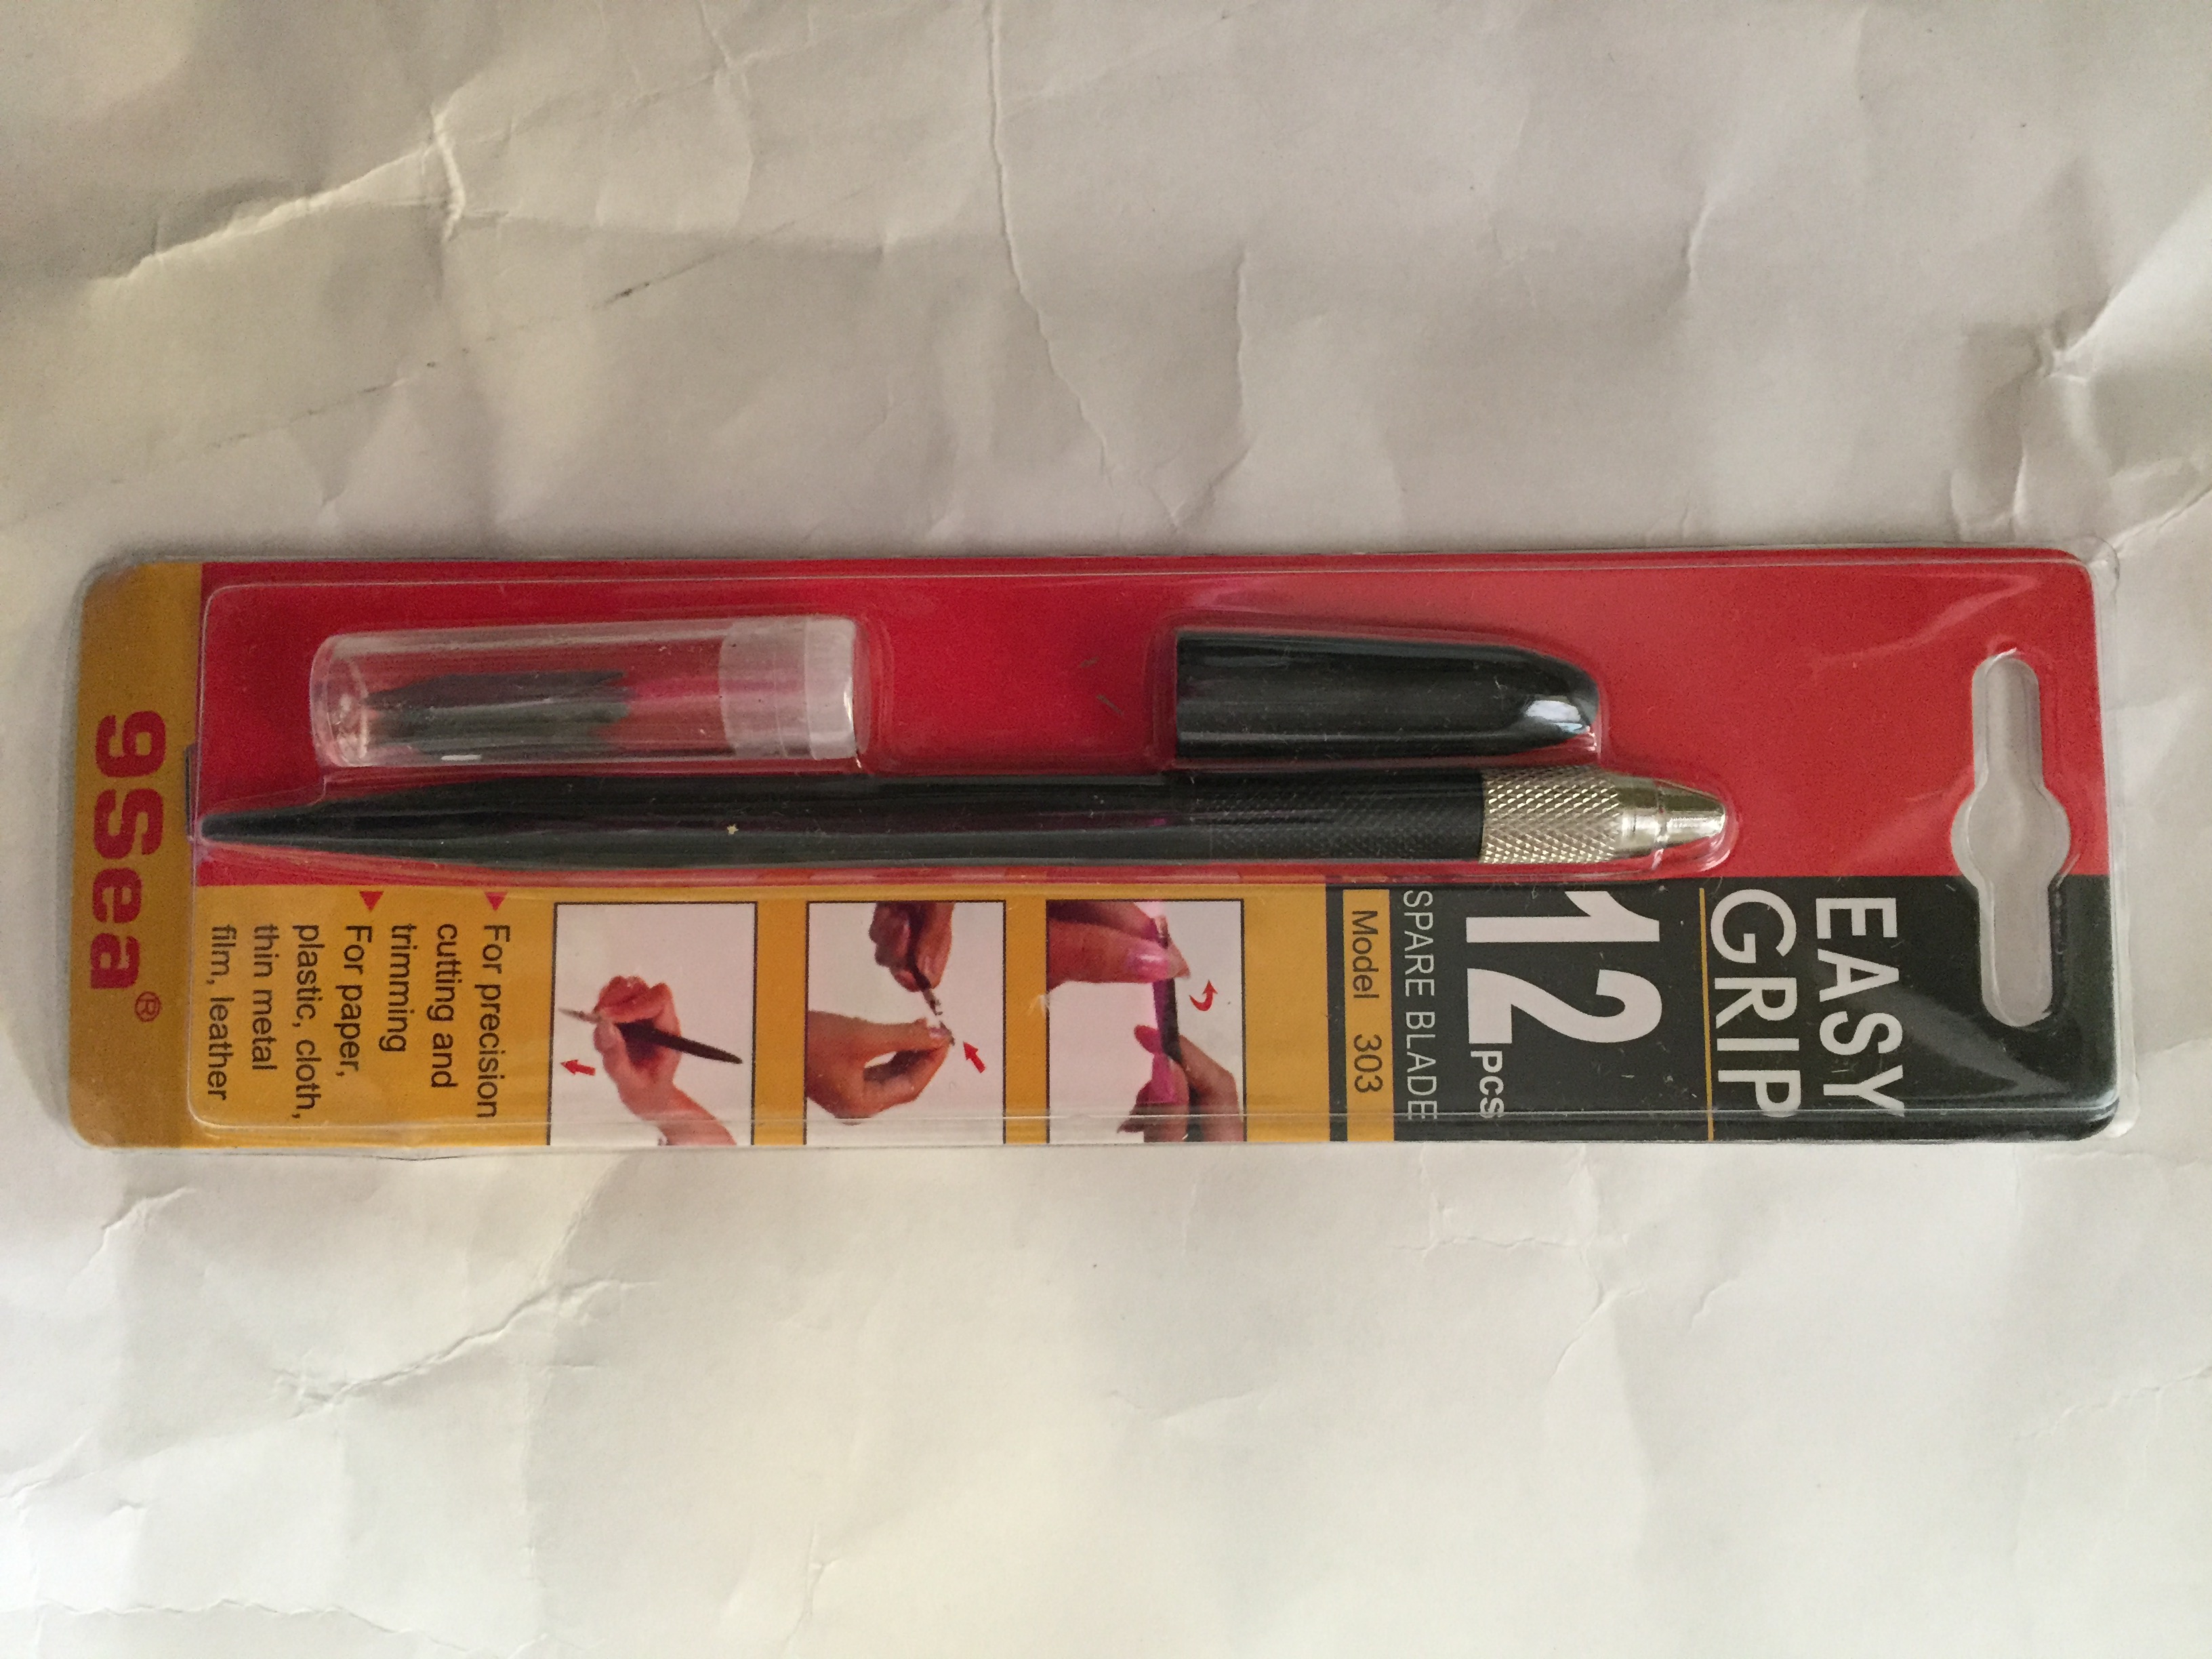 EASY
GRIP
12PCS
SPARE BLADE
Model 303
For precision
cutting and
trimming
For paper,
plastic, cloth,
thin metal
film, leather
9Sea®